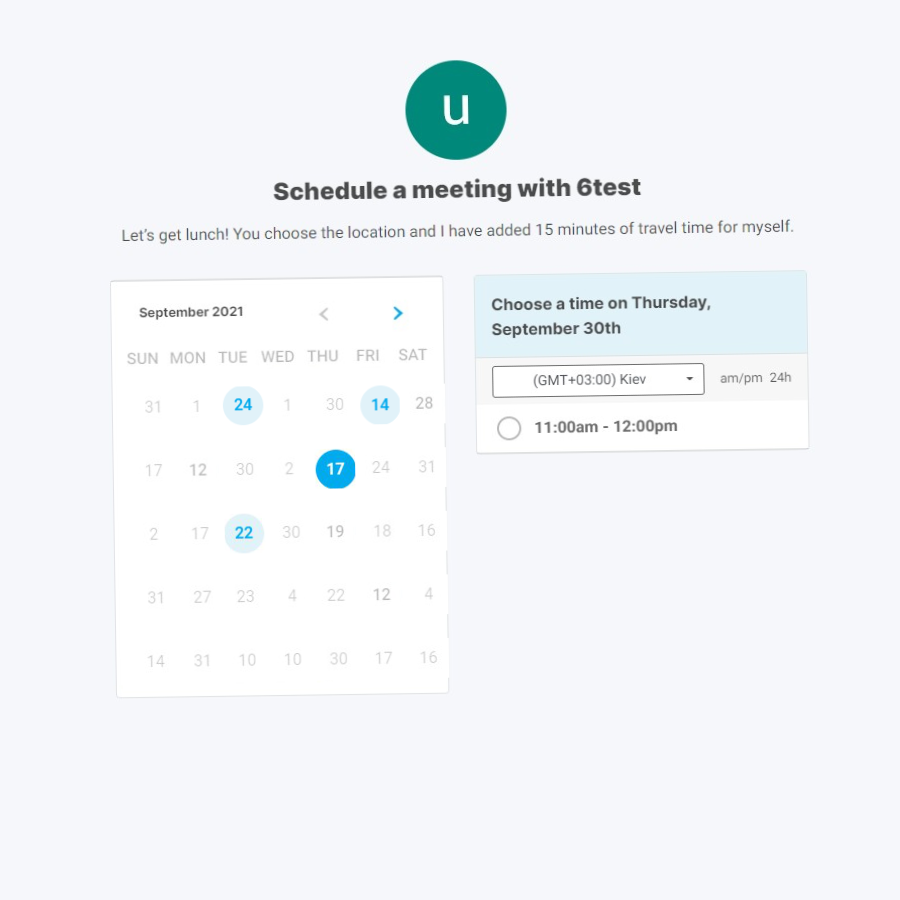 u
Schedule a meeting with 6test
Let's get lunch! You choose the location and I have added 15 minutes of travel time for myself.
September 2021
SUN MON TUE WED THU FRI SAT
31 1 24 1 30 14 28
17 12 30 2 17 24 31
2 17 22 30 19 18 16
31 27 23 4 22 12 4
14 31 10 10 30 17 16
Choose a time on Thursday,
September 30th
(GMT+03:00) Kiev am/pm 24h
11:00am - 12:00pm